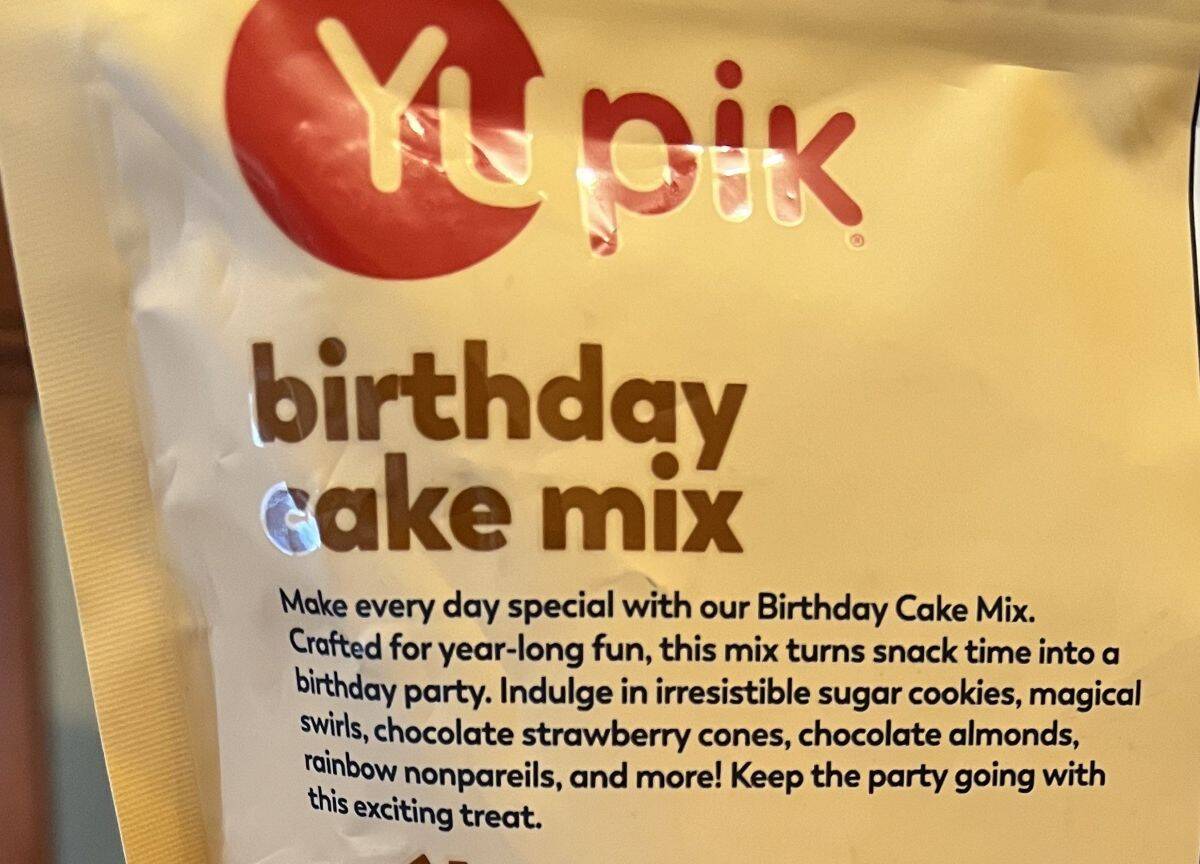 Yupik®
birthday
cake mix
Make every day special with our Birthday Cake Mix.
Crafted for year-long fun, this mix turns snack time into a
birthday party. Indulge in irresistible sugar cookies, magical
swirls, chocolate strawberry cones, chocolate almonds,
rainbow nonpareils, and more! Keep the party going with
this exciting treat.